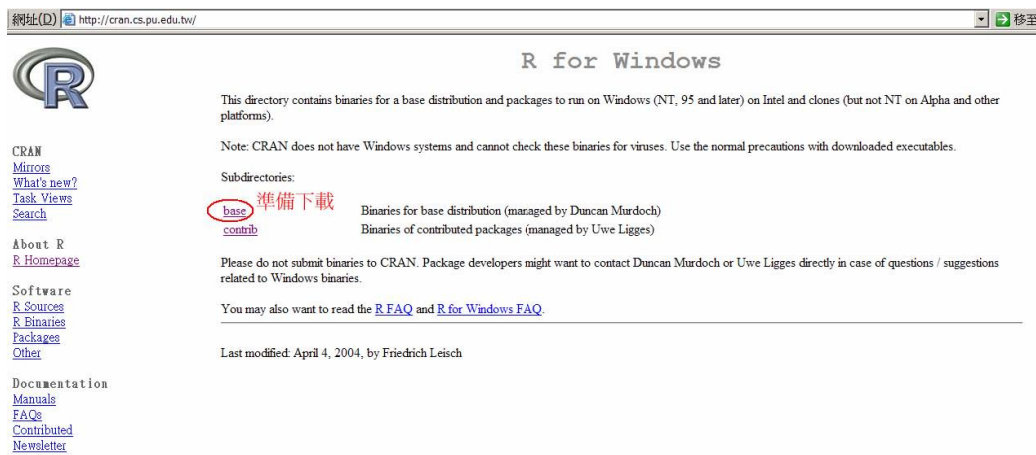 網址(D) http://cran.cs.pu.edu.tw/ 移至
R
R for Windows
This directory contains binaries for a base distribution and packages to run on Windows (NT, 95 and later) on Intel and clones (but not NT on Alpha and other
platforms).
Note: CRAN does not have Windows systems and cannot check these binaries for viruses. Use the normal precautions with downloaded executables.
Subdirectories:
base 準備下載 Binaries for base distribution (managed by Duncan Murdoch)
contrib Binaries of contributed packages (managed by Uwe Ligges)
Please do not submit binaries to CRAN. Package developers might want to contact Duncan Murdoch or Uwe Ligges directly in case of questions / suggestions
related to Windows binaries.
You may also want to read the R FAQ and R for Windows FAQ.
Last modified: April 4, 2004, by Friedrich Leisch
CRAN
Mirrors
What's new?
Task Views
Search
About R
R Homepage
Software
R Sources
R Binaries
Packages
Other
Documentation
Manuals
FAQs
Contributed
Newsletter